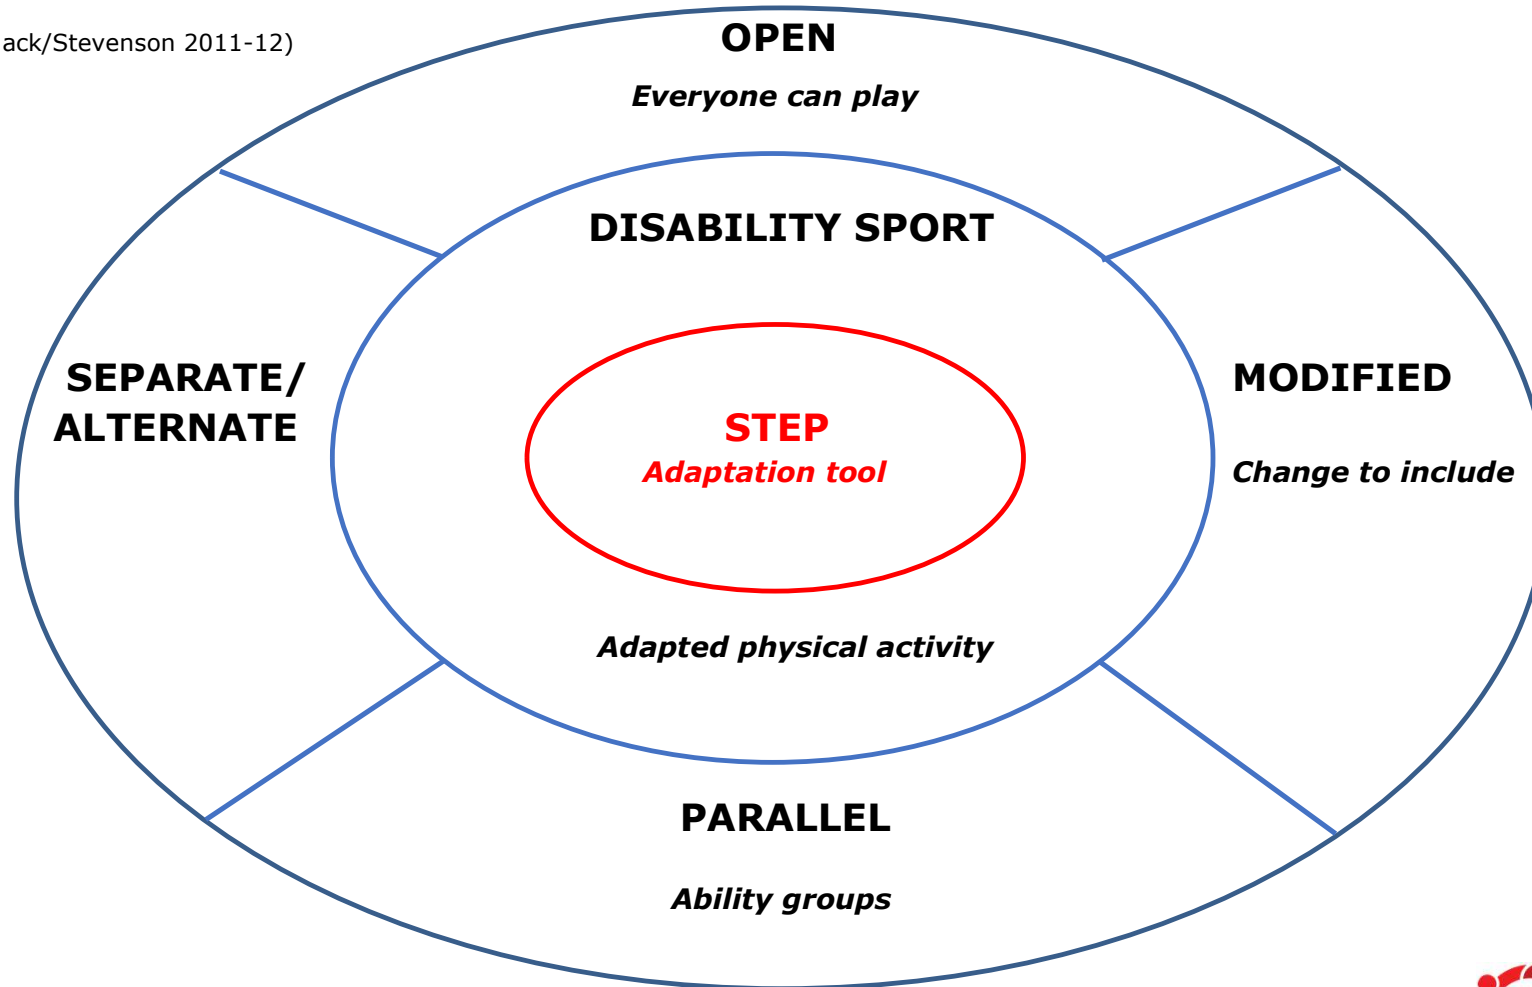 ack/Stevenson 2011-12)
OPEN
Everyone can play
DISABILITY SPORT
SEPARATE/
ALTERNATE
STEP
Adaptation tool
MODIFIED
Change to include
Adapted physical activity
PARALLEL
Ability groups